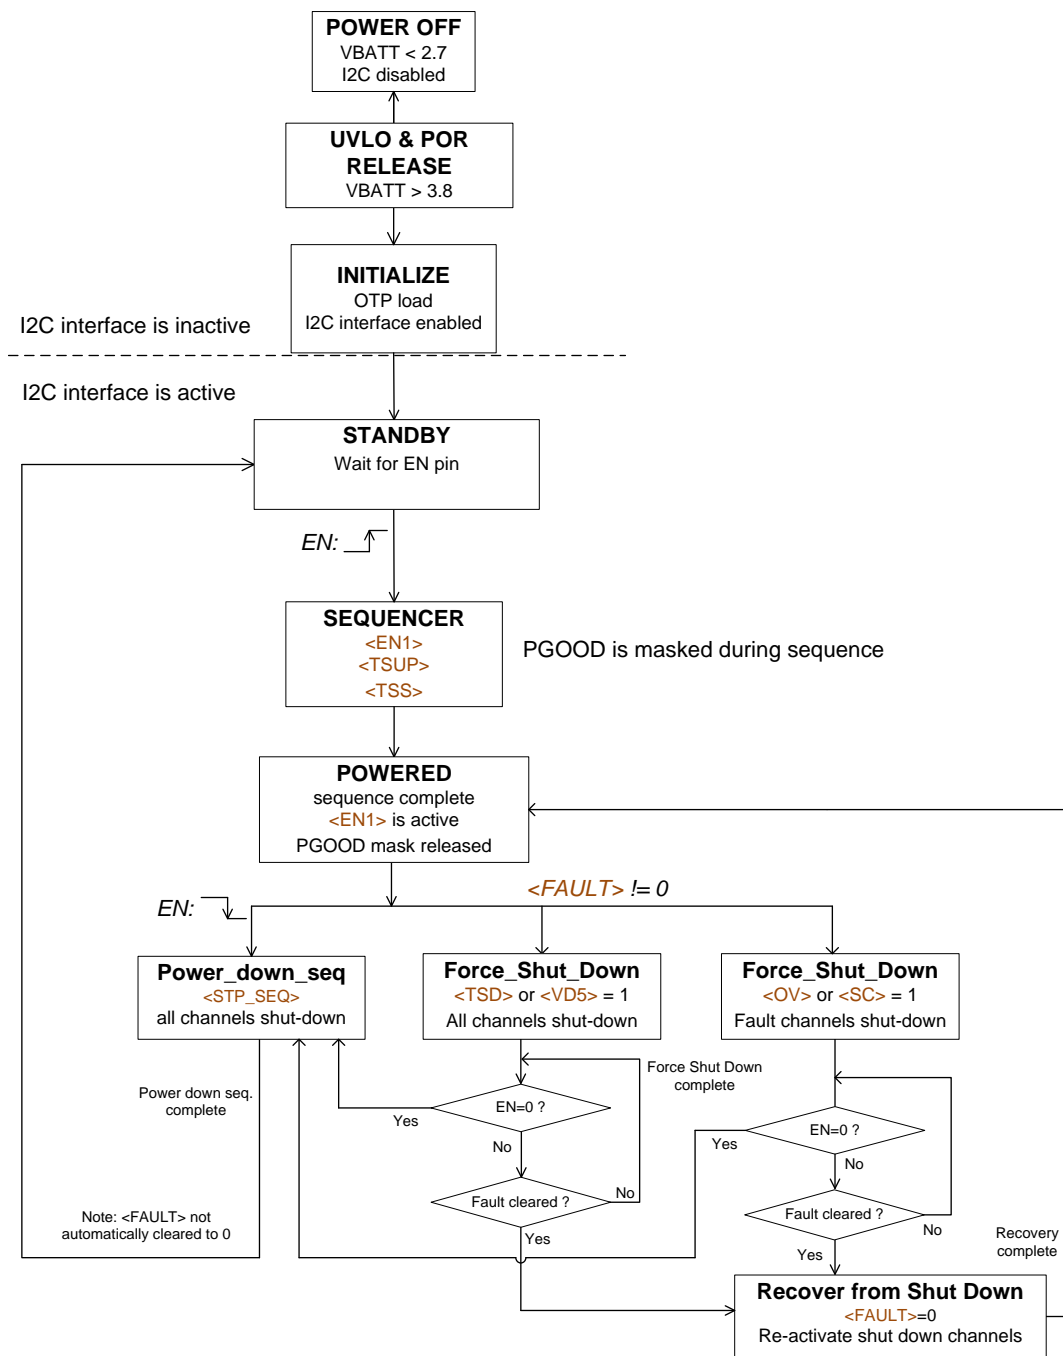 POWER OFF
VBATT < 2.7
I2C disabled
UVLO & POR
RELEASE
VBATT > 3.8
INITIALIZE
OTP load
I2C interface enabled
I2C interface is inactive
I2C interface is active
STANDBY
Wait for EN pin
EN:
SEQUENCER
<EN1>
<TSUP>
<TSS>
PGOOD is masked during sequence
POWERED
sequence complete
<EN1> is active
PGOOD mask released
<FAULT> != 0
EN:
Power_down_seq
<STP_SEQ>
all channels shut-down
Force_Shut_Down
<TSD> or <VD5> = 1
All channels shut-down
Force_Shut_Down
<OV> or <SC> = 1
Fault channels shut-down
Power down seq.
complete
Force Shut Down
complete
EN=0 ?
Yes
No
EN=0 ?
Yes
No
Fault cleared ?
No
Yes
Fault cleared ?
No
Yes
Note: <FAULT> not
automatically cleared to 0
Recovery
complete
Recover from Shut Down
<FAULT>=0
Re-activate shut down channels